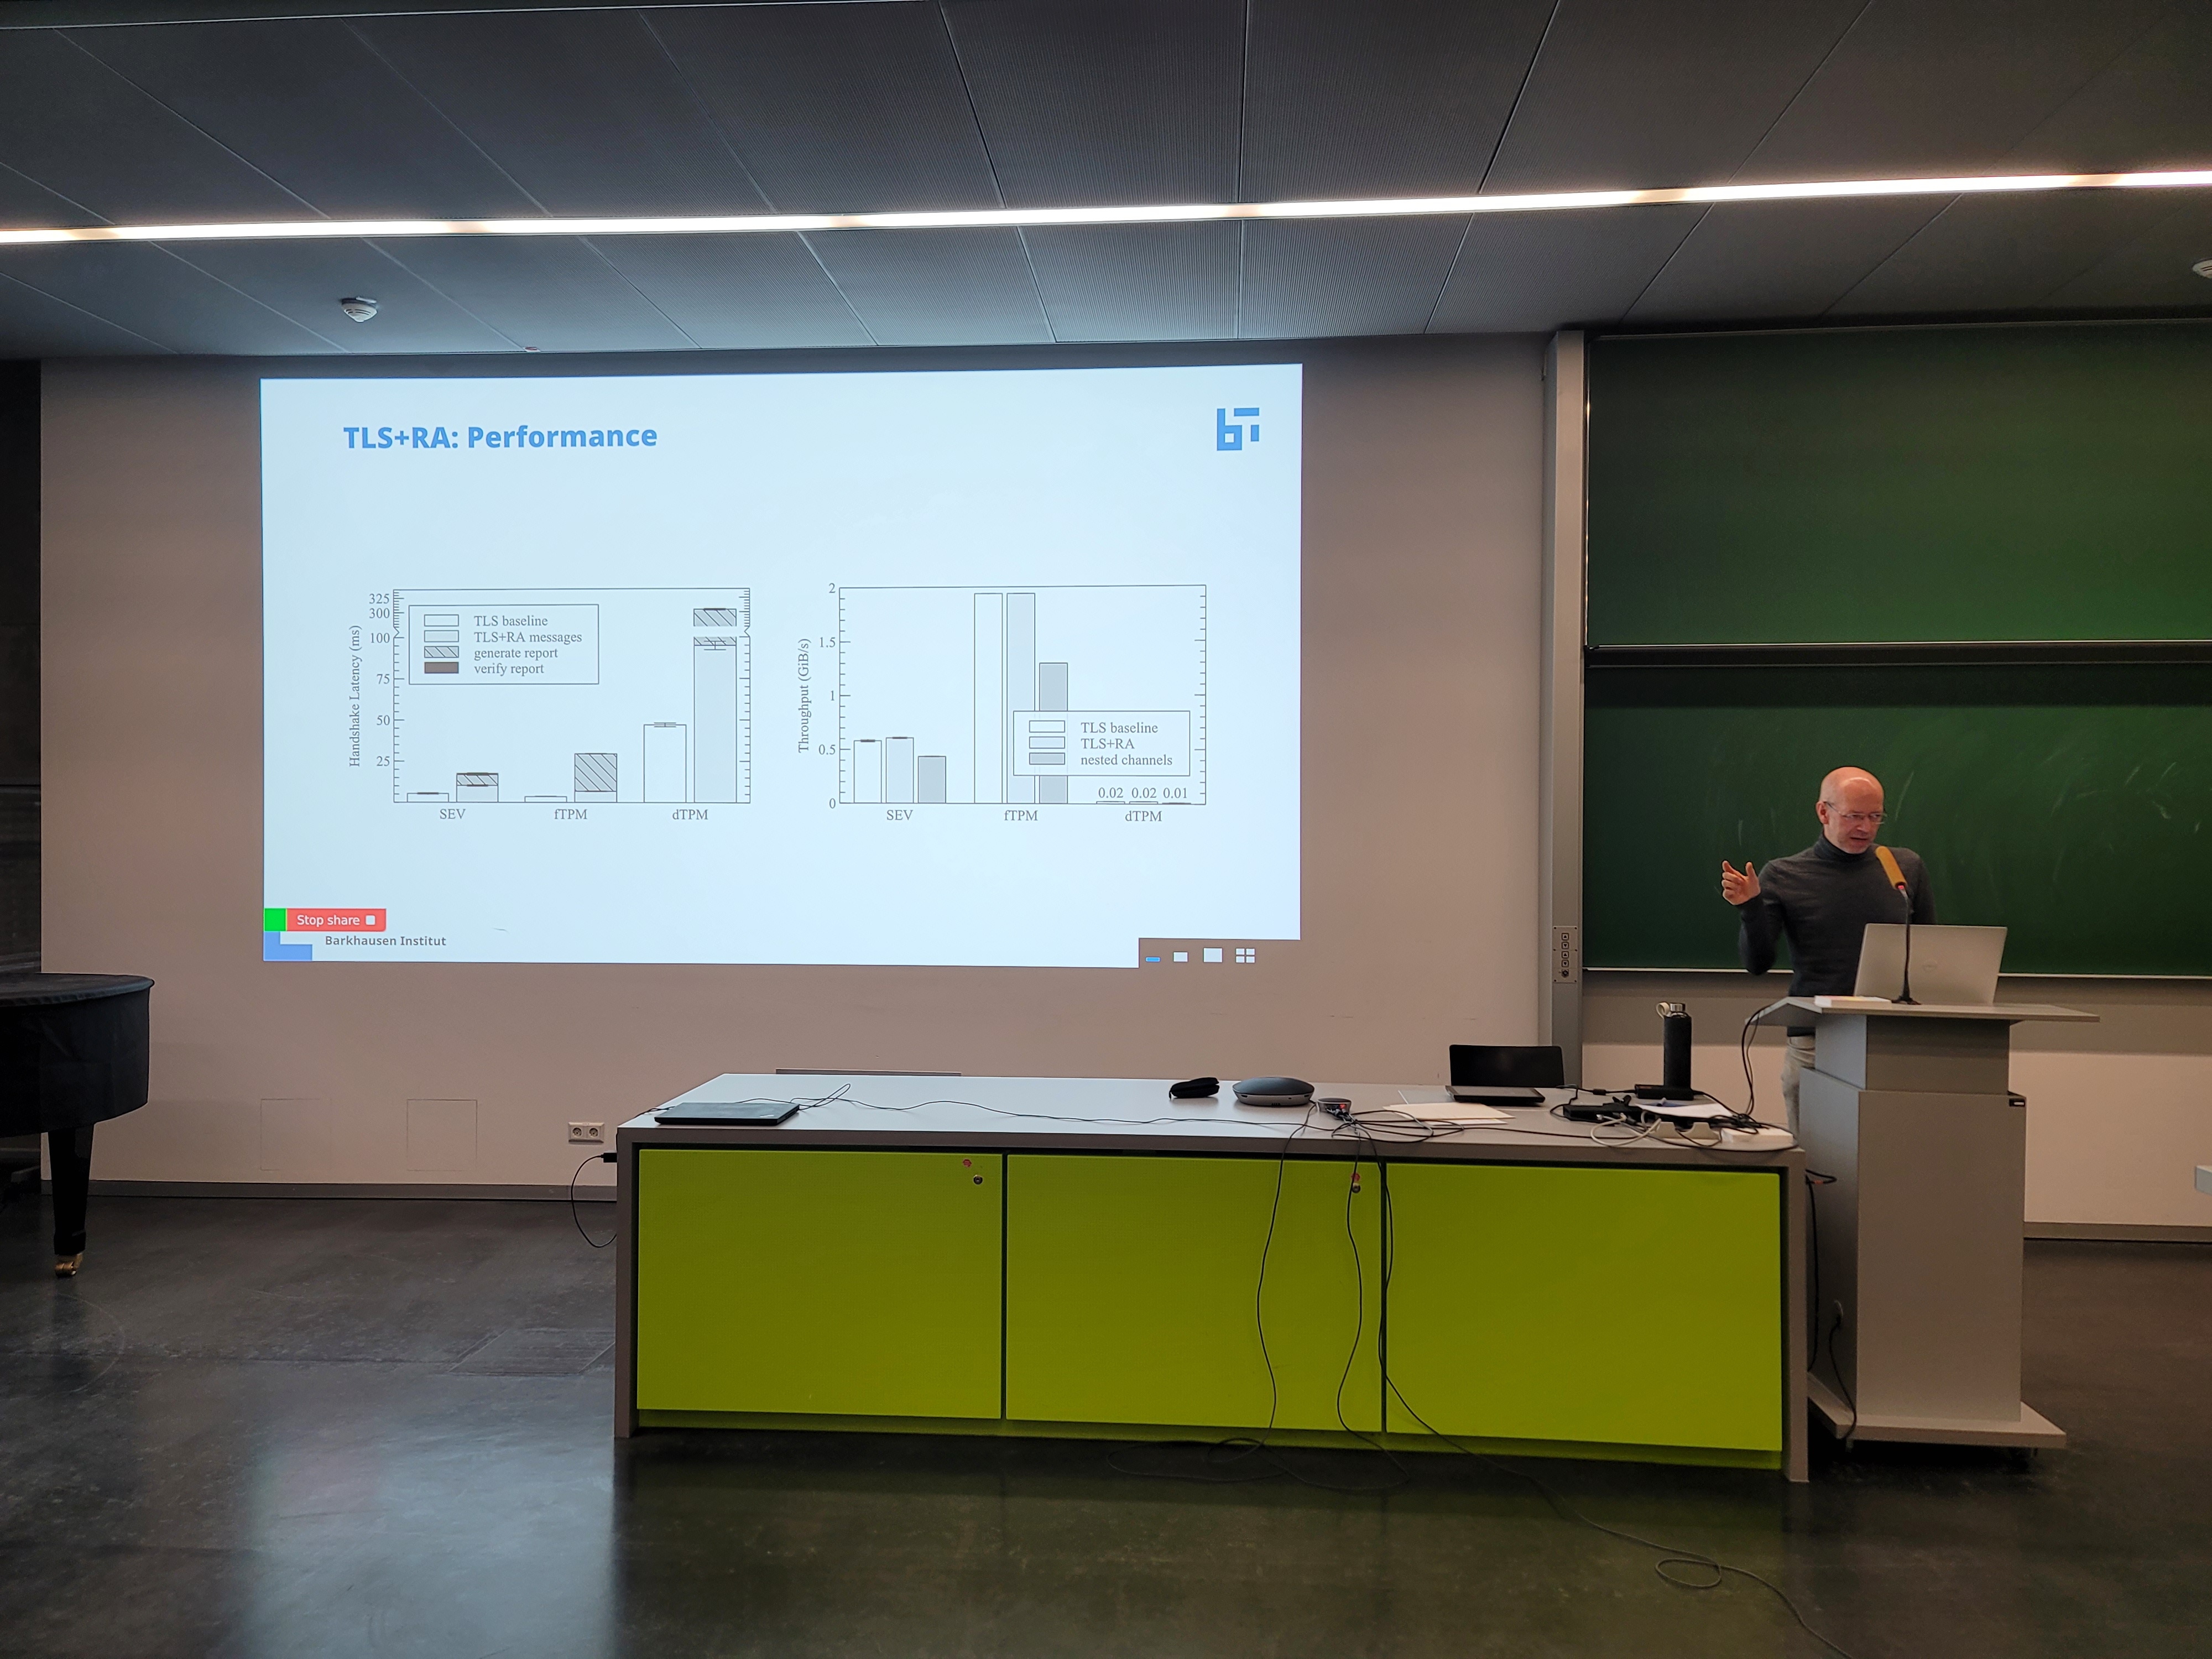 TLS+RA: Performance
325
300
100
75
50
25
Handshake Latency (ms)
TLS baseline
TLS+RA messages
generate report
verify report
SEV
fTPM
dTPM
2
1.5
1
0.5
0
Throughput (GiB/s)
TLS baseline
TLS+RA
nested channels
0.02 0.02 0.01
SEV
fTPM
dTPM
Stop share
Barkhausen Institut